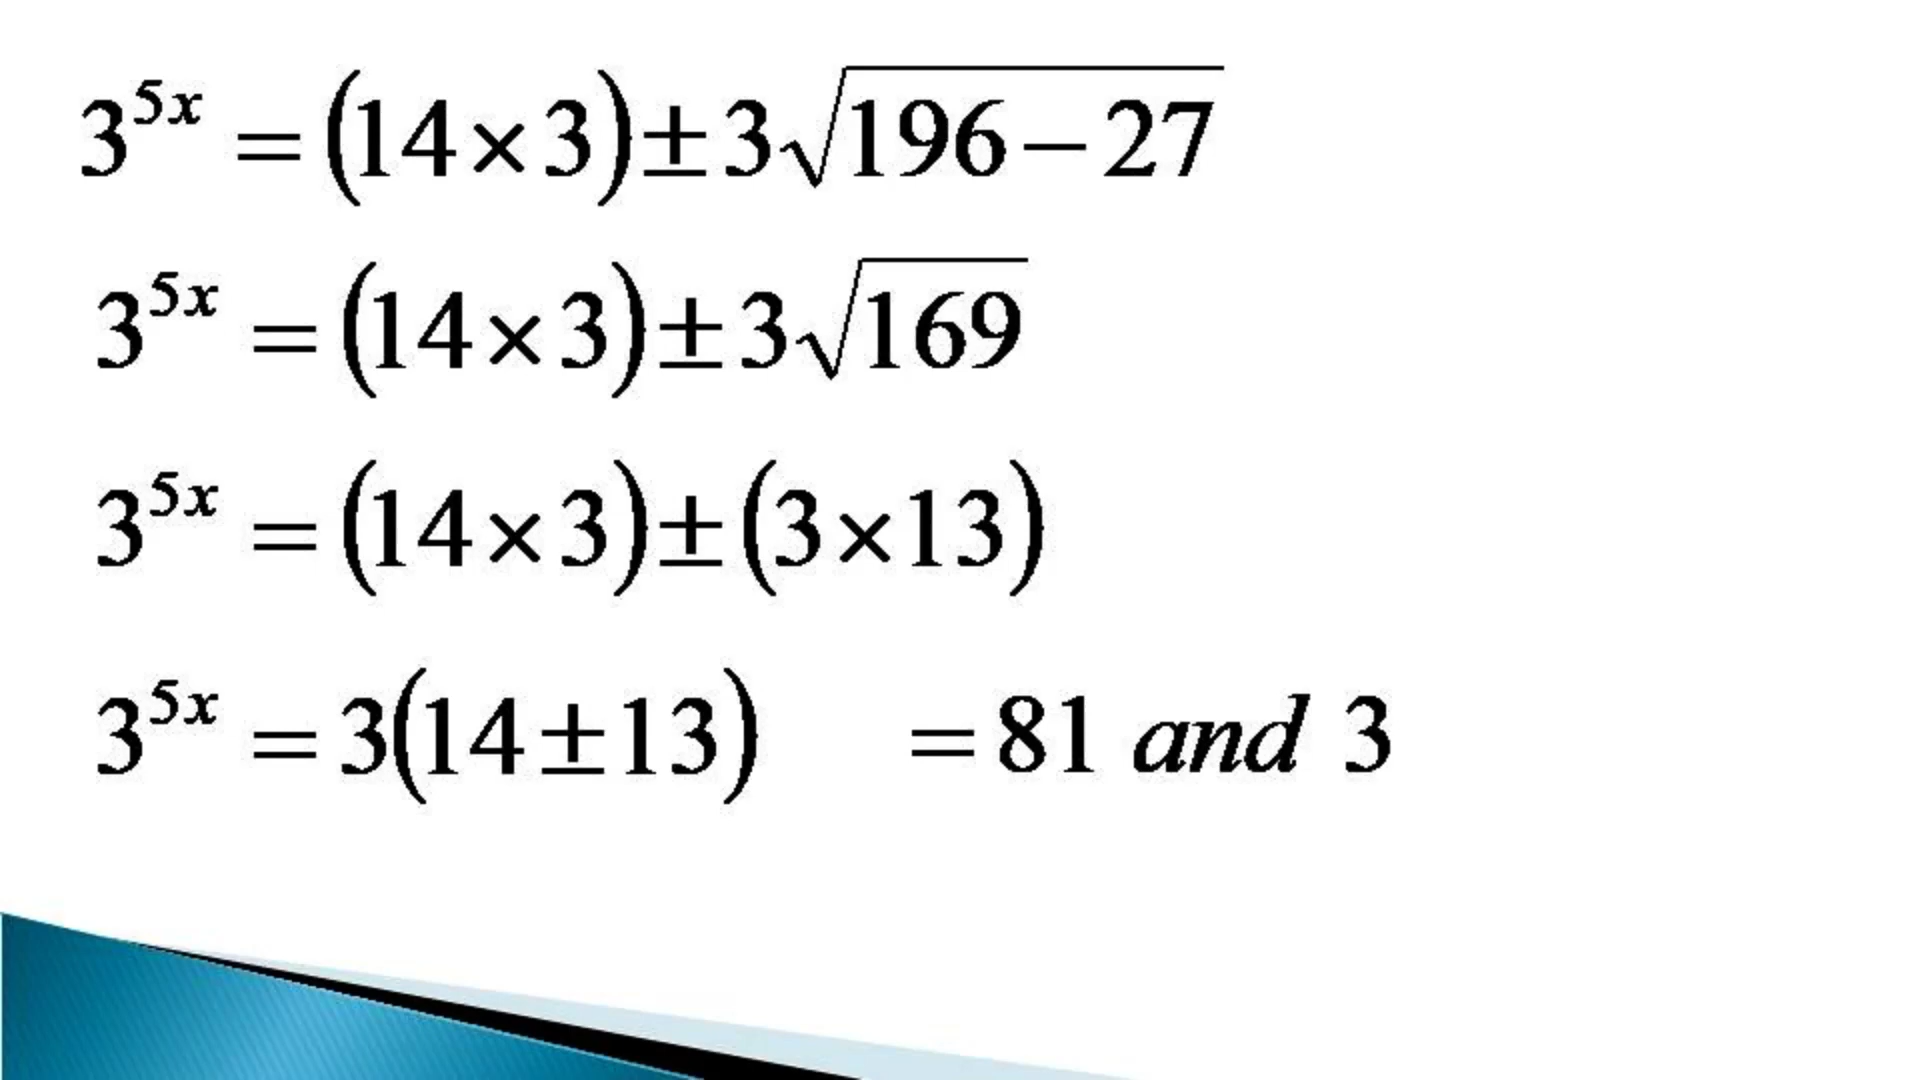 3^{5x} = (14×3)±3√(196−27)
3^{5x} = (14×3)±3√169
3^{5x} = (14×3)±(3×13)
3^{5x} = 3(14±13) = 81 and 3